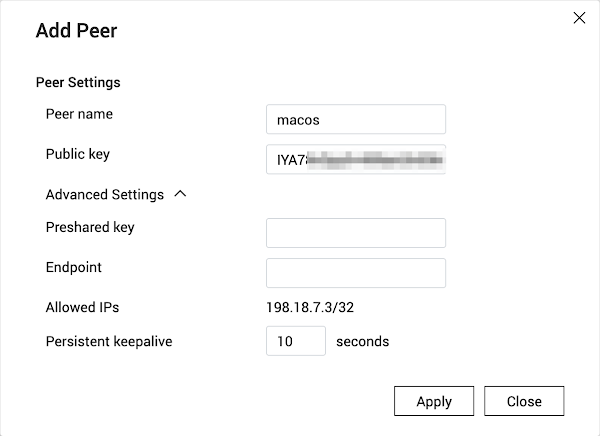 Add Peer
Peer Settings
Peer name
macos
Public key
IYA7
Advanced Settings
Preshared key
Endpoint
Allowed IPs
198.18.7.3/32
Persistent keepalive
10
seconds
Apply
Close